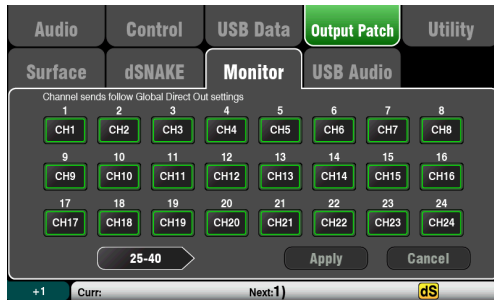 Audio Control USB Data Output Patch Utility
Surface dSNAKE Monitor USB Audio
Channel sends follow Global Direct Out settings
1 2 3 4 5 6 7 8
CH1 CH2 CH3 CH4 CH5 CH6 CH7 CH8
9 10 11 12 13 14 15 16
CH9 CH10 CH11 CH12 CH13 CH14 CH15 CH16
17 18 19 20 21 22 23 24
CH17 CH18 CH19 CH20 CH21 CH22 CH23 CH24
25-40 Apply Cancel
+1 Curr: Next:1) dS